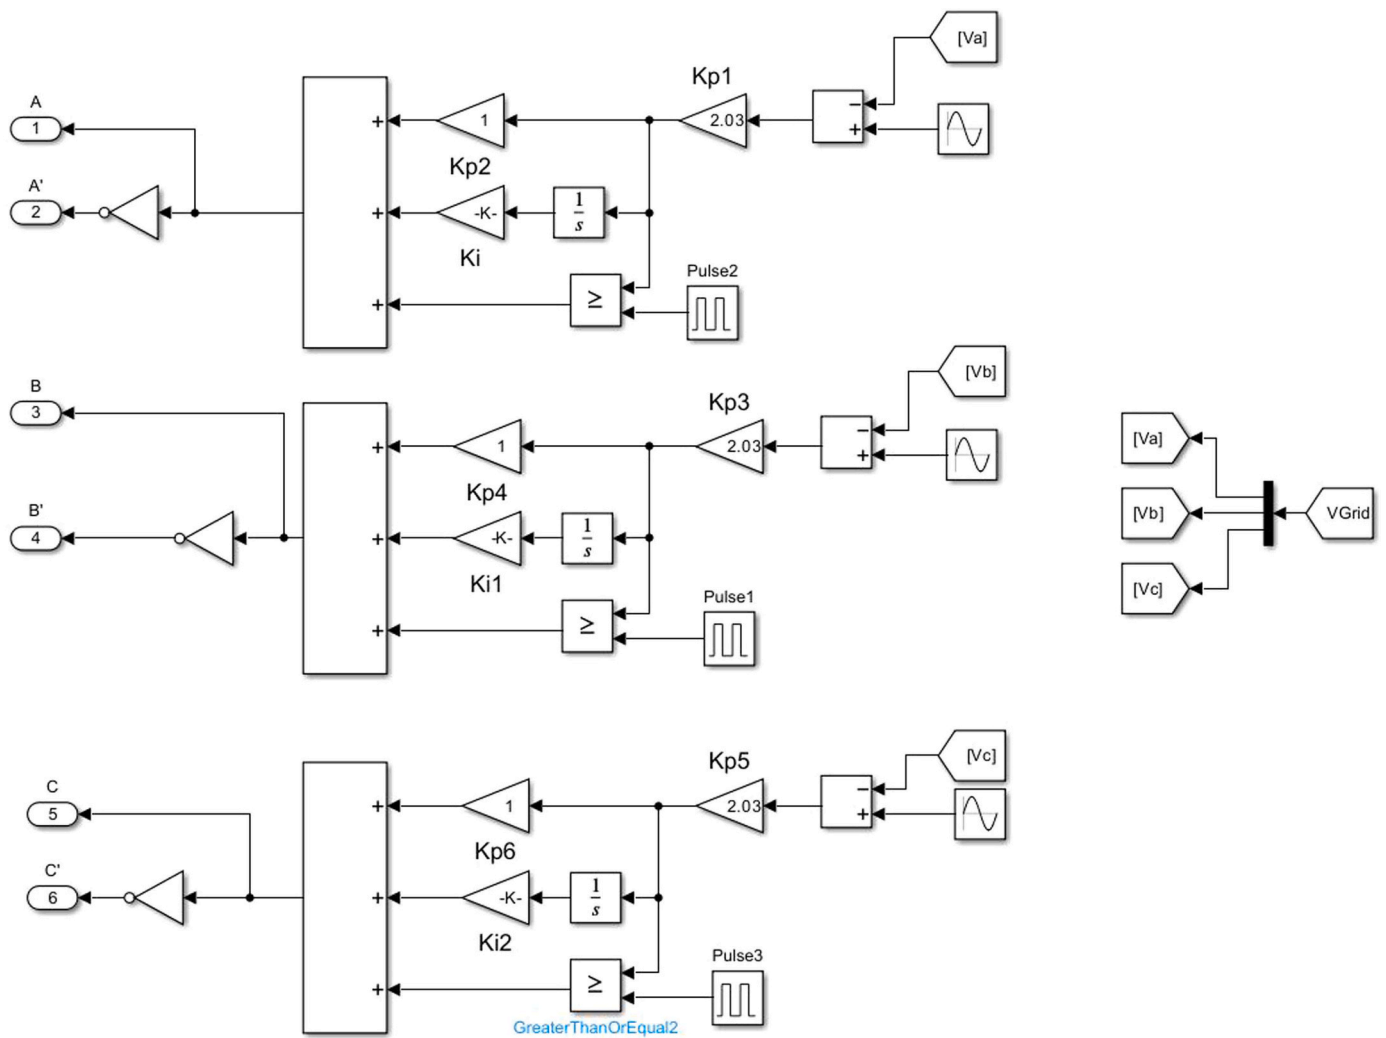 [Va]
Kp1
A
1
+
1
2.03
−
+
Kp2
A'
2
+
-K-
1
s
Ki
Pulse2
+
≥
[Vb]
B
3
Kp3
+
1
2.03
−
+
[Va]
Kp4
B'
4
+
-K-
1
s
[Vb]
VGrid
Ki1
Pulse1
[Vc]
+
≥
[Vc]
Kp5
C
5
+
1
2.03
−
+
Kp6
C'
6
+
-K-
1
s
Ki2
Pulse3
+
≥
GreaterThanOrEqual2